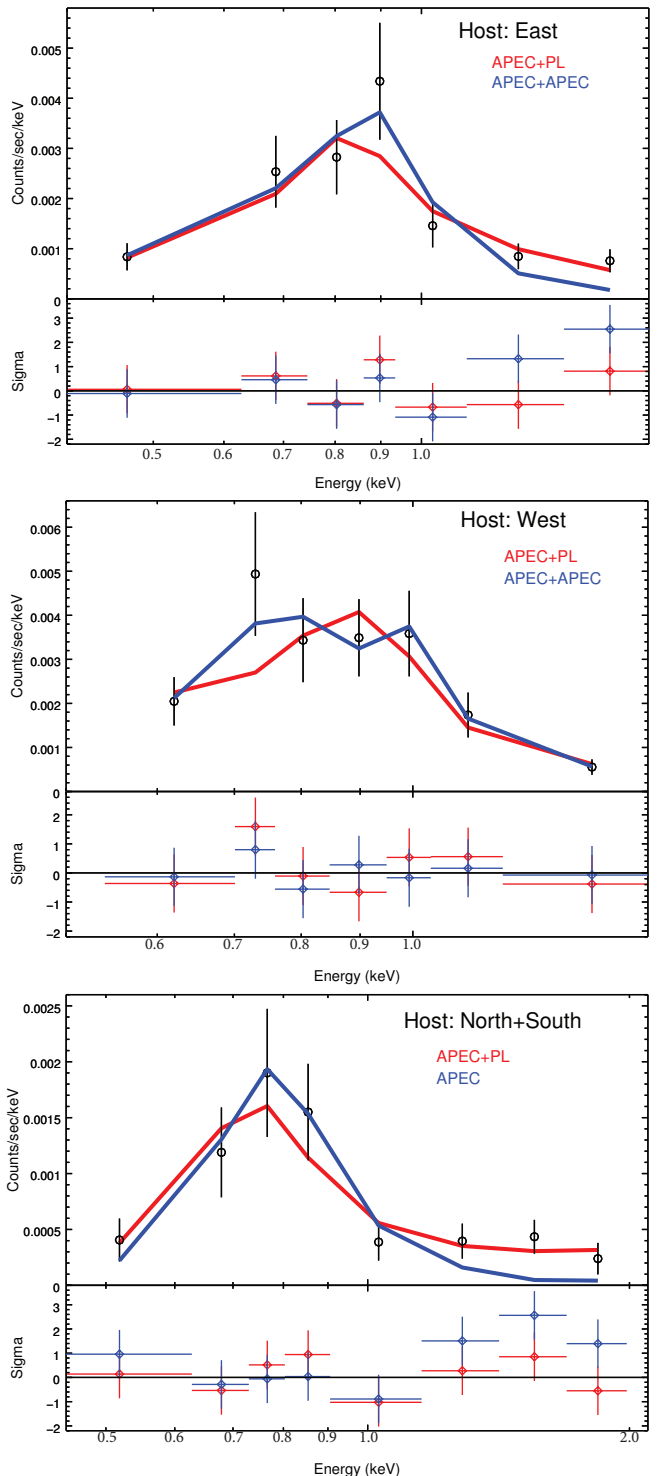 Host: East
APEC+PL
APEC+APEC
Counts/sec/keV
0.005
0.004
0.003
0.002
0.001
0
Sigma
3
2
1
0
-1
-2
0.5 0.6 0.7 0.8 0.9 1.0
Energy (keV)
Host: West
APEC+PL
APEC+APEC
Counts/sec/keV
0.006
0.005
0.004
0.003
0.002
0.001
0
Sigma
2
1
0
-1
-2
0.6 0.7 0.8 0.9 1.0
Energy (keV)
Host: North+South
APEC+PL
APEC
Counts/sec/keV
0.0025
0.002
0.0015
0.001
0.0005
0
Sigma
3
2
1
0
-1
-2
0.5 0.6 0.7 0.8 0.9 1.0 2.0
Energy (keV)